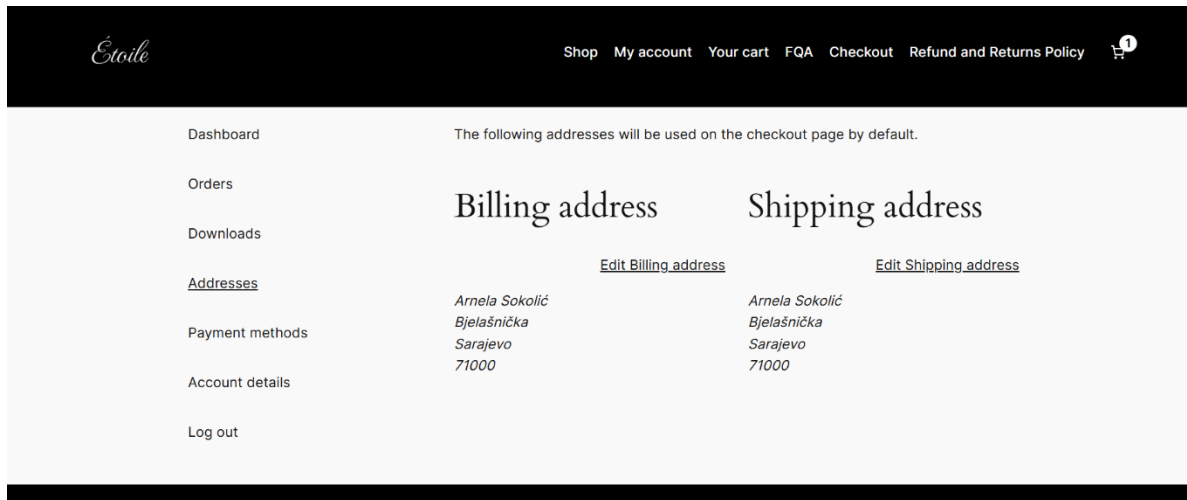 Étoile
Shop My account Your cart FQA Checkout Refund and Returns Policy 1
Dashboard
Orders
Downloads
Addresses
Payment methods
Account details
Log out
The following addresses will be used on the checkout page by default.
Billing address
Edit Billing address
Arnela Sokolić
Bjelašnička
Sarajevo
71000
Shipping address
Edit Shipping address
Arnela Sokolić
Bjelašnička
Sarajevo
71000